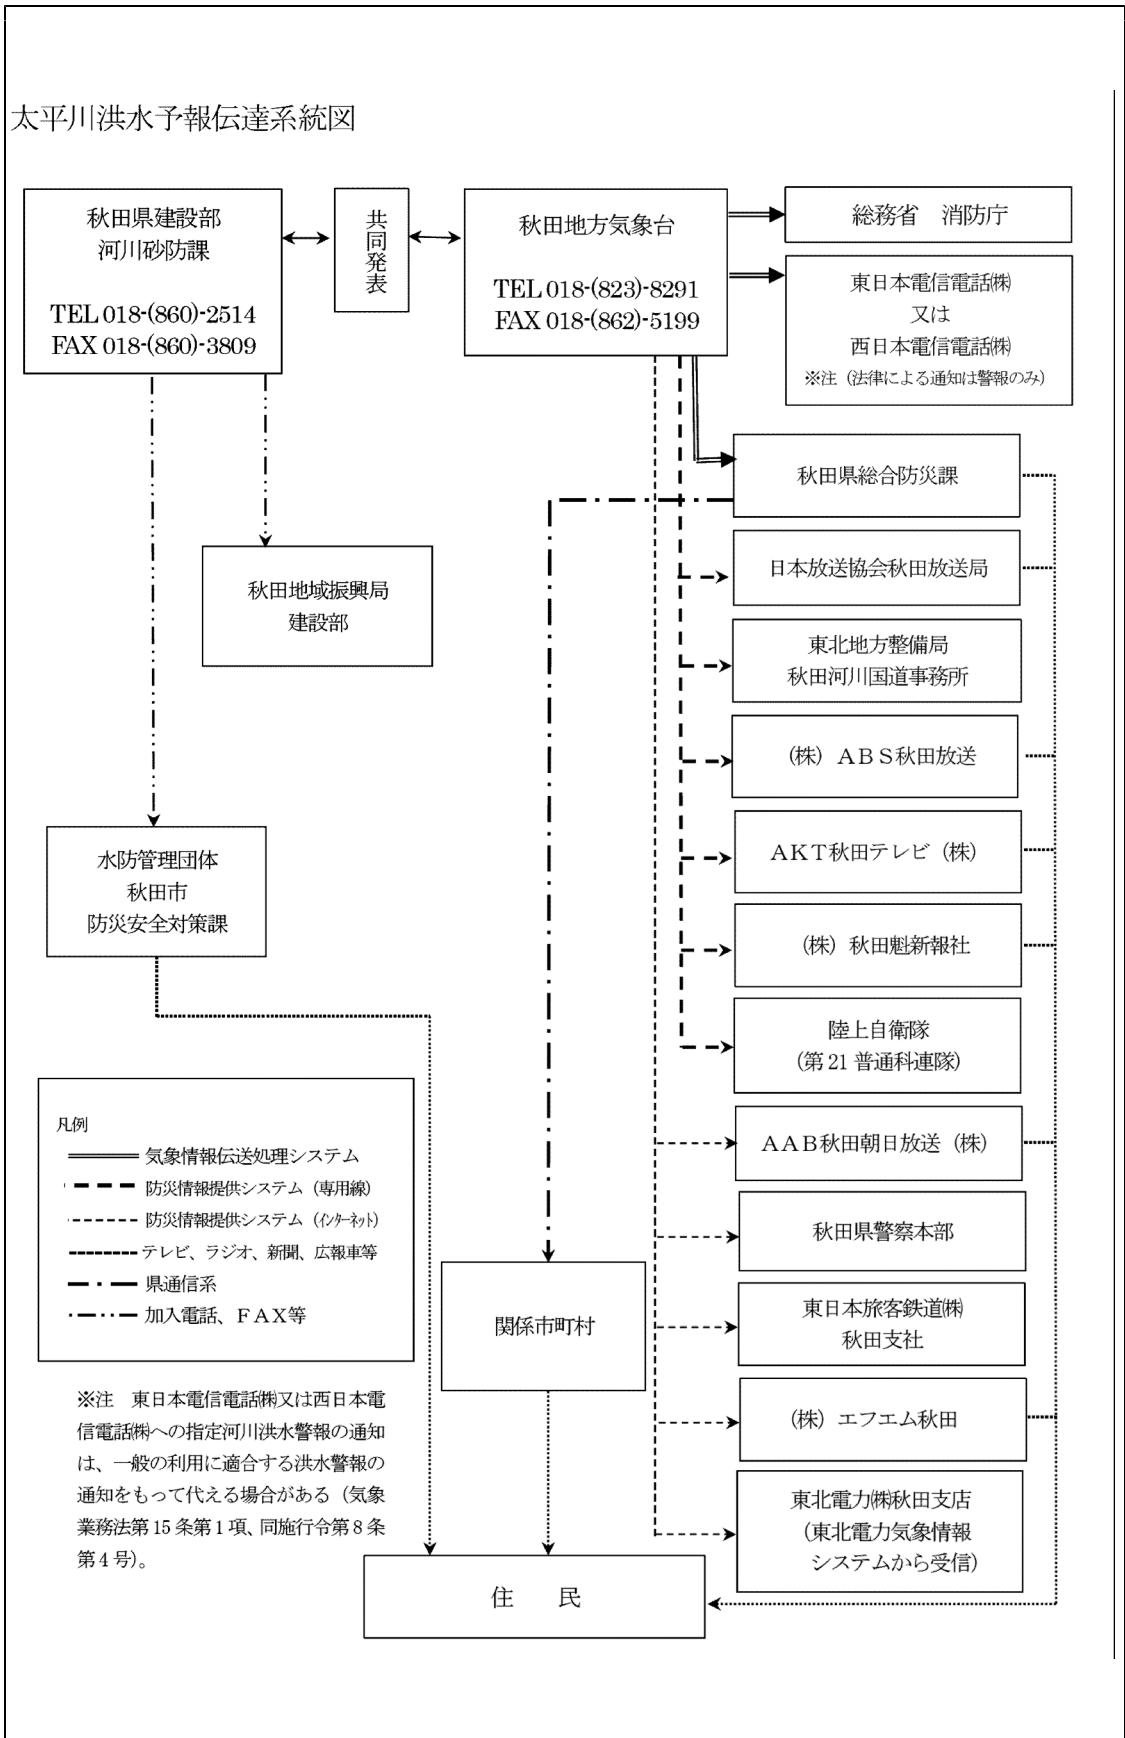 太平川洪水予報伝達系統図
秋田県建設部
河川砂防課
TEL 018-(860)-2514
FAX 018-(860)-3809
共同発表
秋田地方気象台
TEL 018-(823)-8291
FAX 018-(862)-5199
総務省　消防庁
東日本電信電話㈱
又は
西日本電信電話㈱
※注（法律による通知は警報のみ）
秋田県総合防災課
日本放送協会秋田放送局
秋田地域振興局
建設部
東北地方整備局
秋田河川国道事務所
（株）ＡＢＳ秋田放送
ＡＫＴ秋田テレビ（株）
水防管理団体
秋田市
防災安全対策課
（株）秋田魁新報社
陸上自衛隊
（第 21 普通科連隊）
ＡＡＢ秋田朝日放送（株）
秋田県警察本部
東日本旅客鉄道㈱
秋田支社
（株）エフエム秋田
東北電力㈱秋田支店
（東北電力気象情報
システムから受信）
凡例
気象情報伝送処理システム
防災情報提供システム（専用線）
防災情報提供システム（ｲﾝﾀｰﾈｯﾄ）
テレビ、ラジオ、新聞、広報車等
県通信系
加入電話、ＦＡＸ等
関係市町村
※注　東日本電信電話㈱又は西日本電
信電話㈱への指定河川洪水警報の通知
は、一般の利用に適合する洪水警報の
通知をもって代える場合がある（気象
業務法第 15 条第１項、同施行令第８条
第４号）。
住　　民